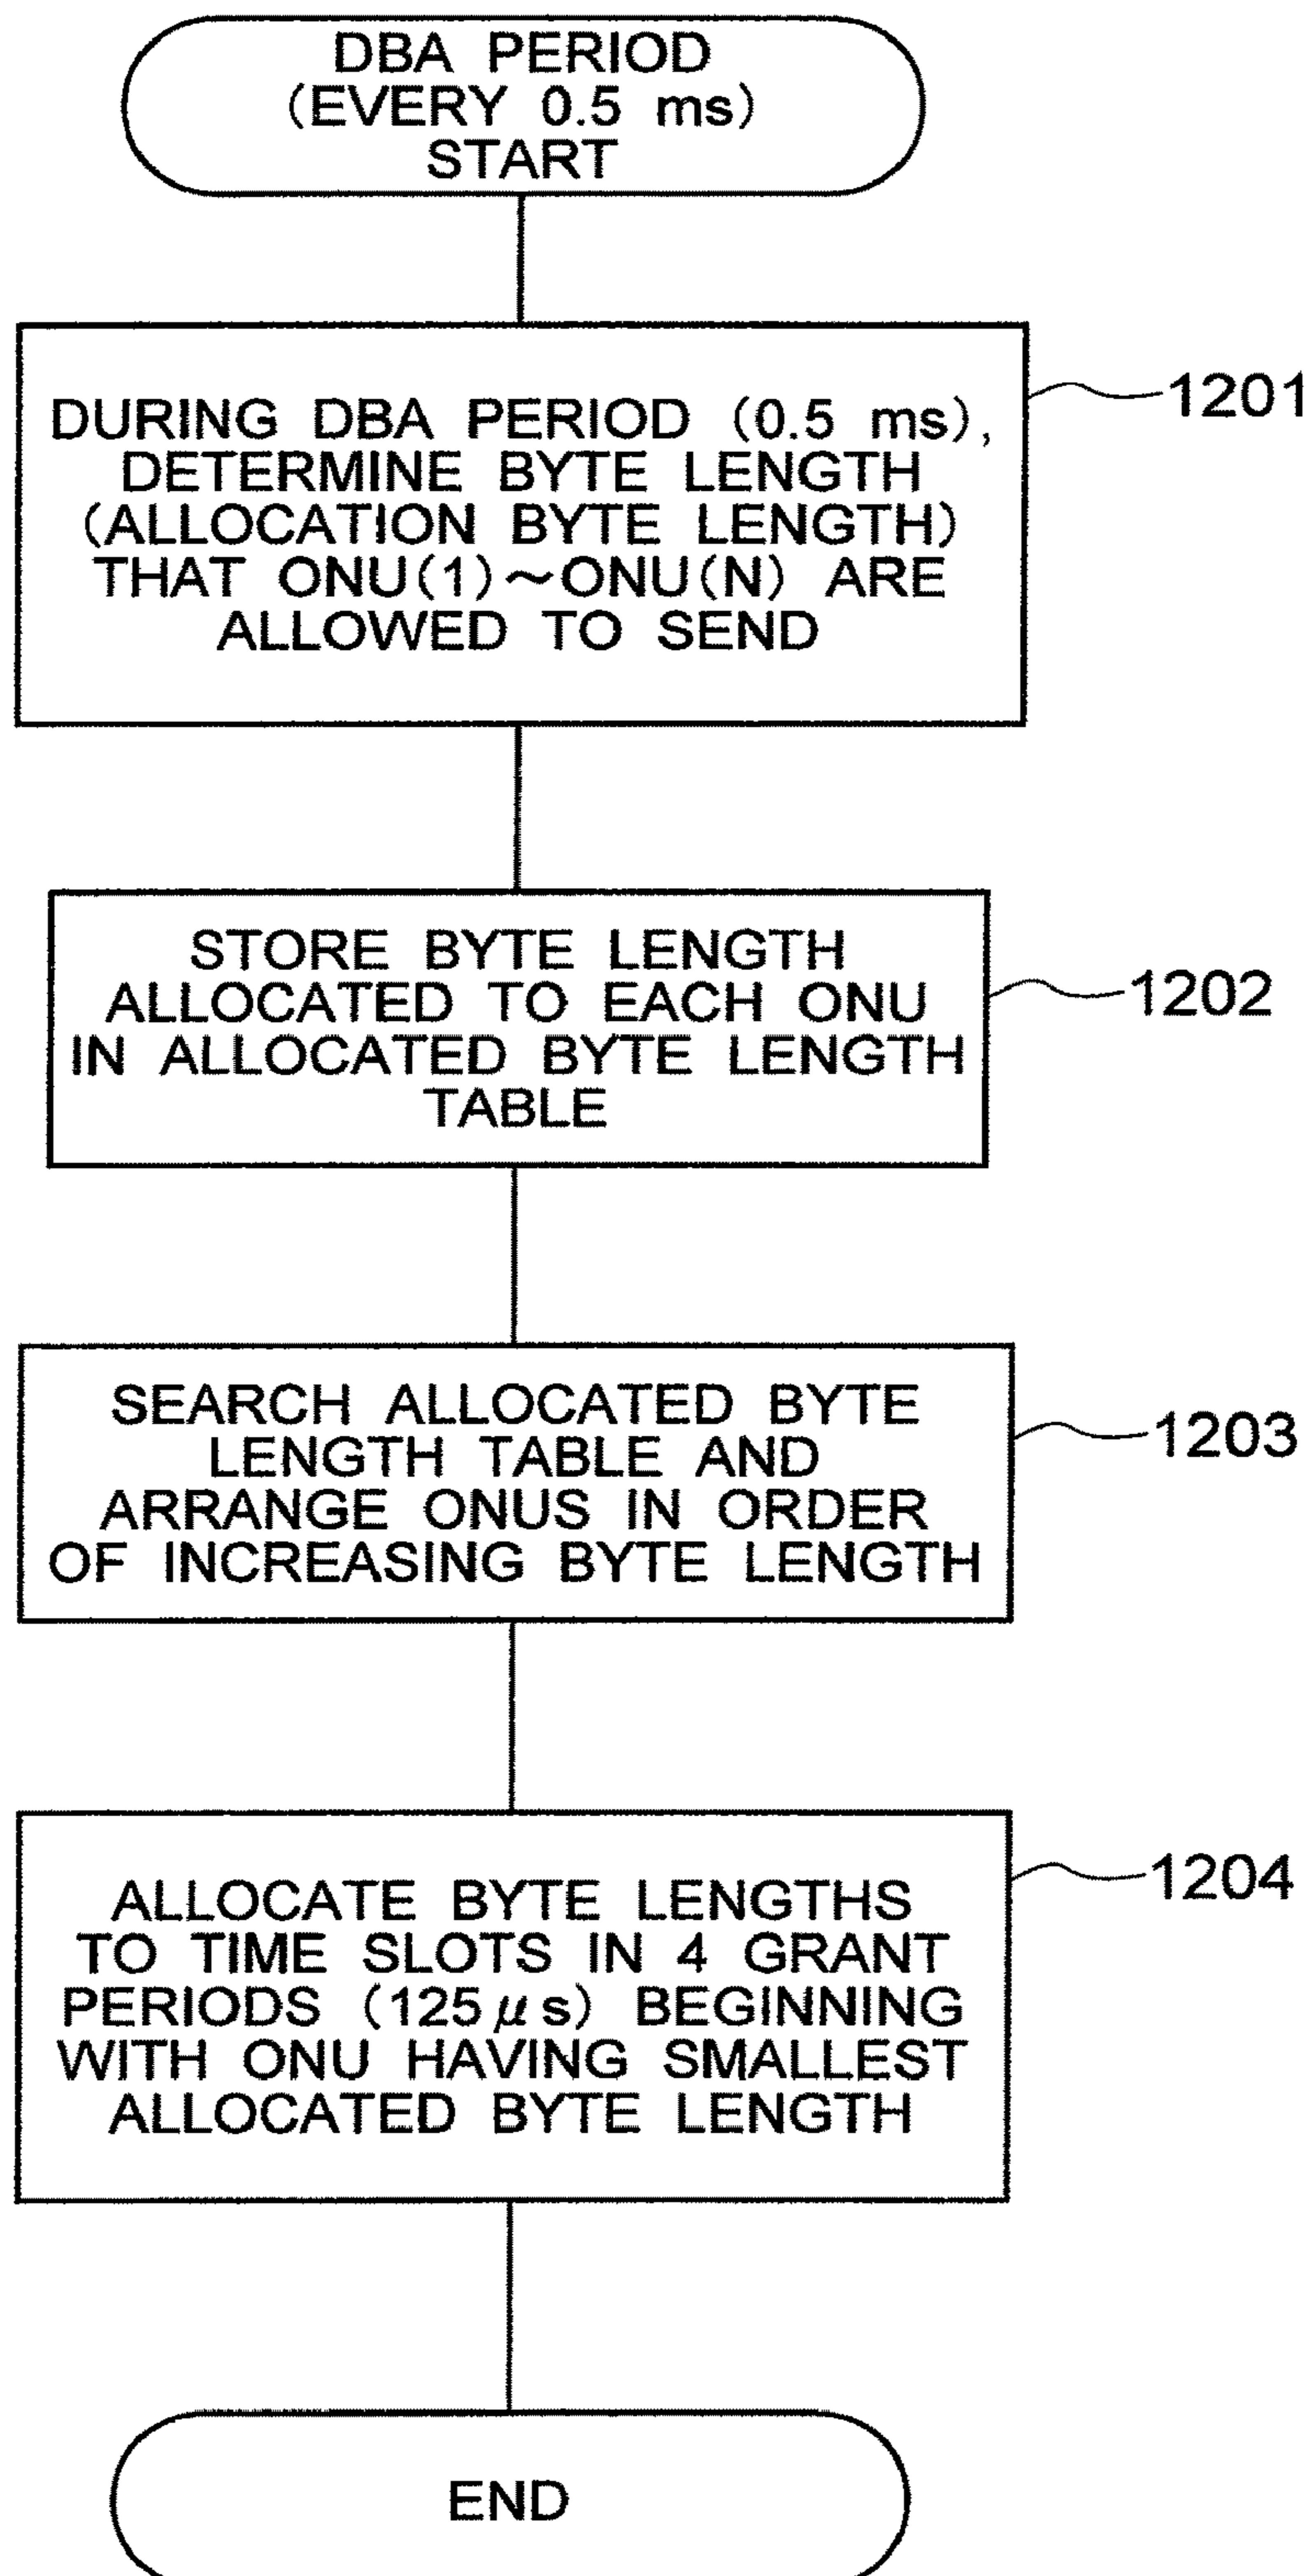 DBA PERIOD
(EVERY 0.5 ms)
START
DURING DBA PERIOD (0.5 ms),
DETERMINE BYTE LENGTH
(ALLOCATION BYTE LENGTH)
THAT ONU(1)~ONU(N) ARE
ALLOWED TO SEND
1201
STORE BYTE LENGTH
ALLOCATED TO EACH ONU
IN ALLOCATED BYTE LENGTH
TABLE
1202
SEARCH ALLOCATED BYTE
LENGTH TABLE AND
ARRANGE ONUS IN ORDER
OF INCREASING BYTE LENGTH
1203
ALLOCATE BYTE LENGTHS
TO TIME SLOTS IN 4 GRANT
PERIODS (125μs) BEGINNING
WITH ONU HAVING SMALLEST
ALLOCATED BYTE LENGTH
1204
END